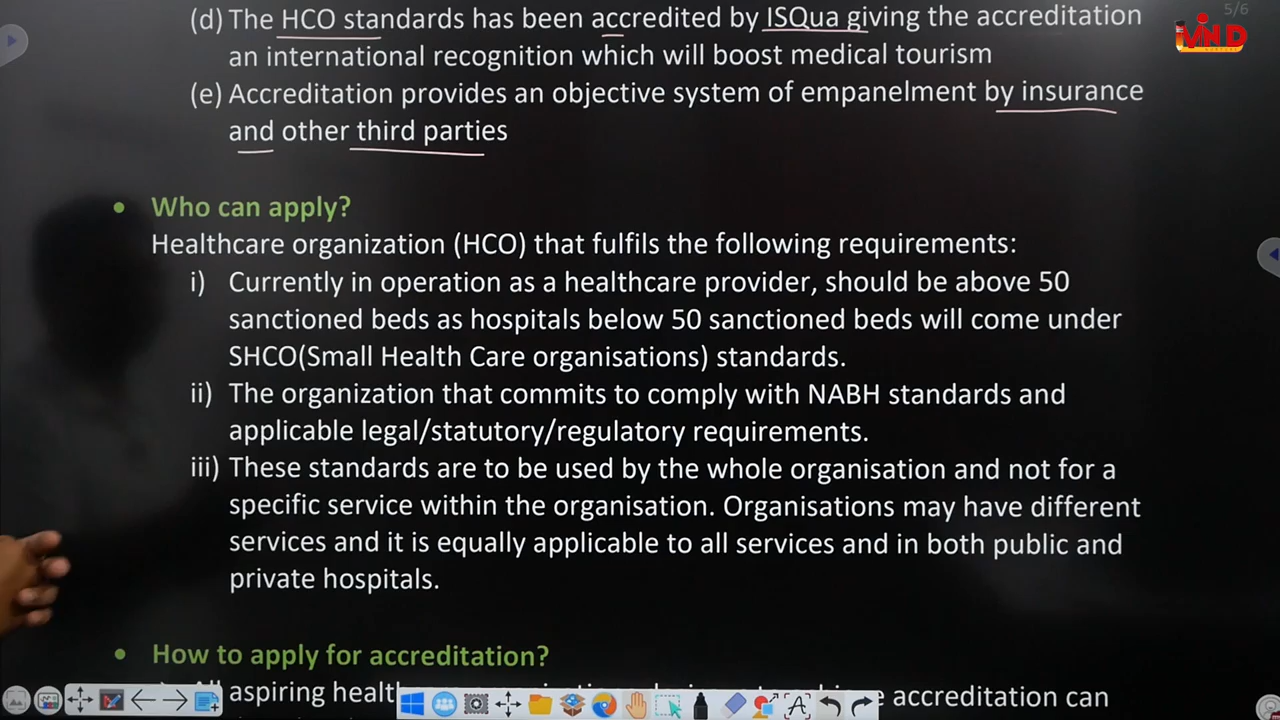 5/6
(d) The HCO standards has been accredited by ISQua giving the accreditation
an international recognition which will boost medical tourism
(e) Accreditation provides an objective system of empanelment by insurance
and other third parties
• Who can apply?
Healthcare organization (HCO) that fulfils the following requirements:
i) Currently in operation as a healthcare provider, should be above 50
sanctioned beds as hospitals below 50 sanctioned beds will come under
SHCO(Small Health Care organisations) standards.
ii) The organization that commits to comply with NABH standards and
applicable legal/statutory/regulatory requirements.
iii) These standards are to be used by the whole organisation and not for a
specific service within the organisation. Organisations may have different
services and it is equally applicable to all services and in both public and
private hospitals.
• How to apply for accreditation?
All aspiring accreditation can